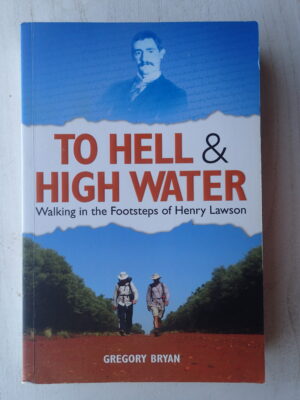 TO HELL &
HIGH WATER
Walking in the Footsteps of Henry Lawson
GREGORY BRYAN